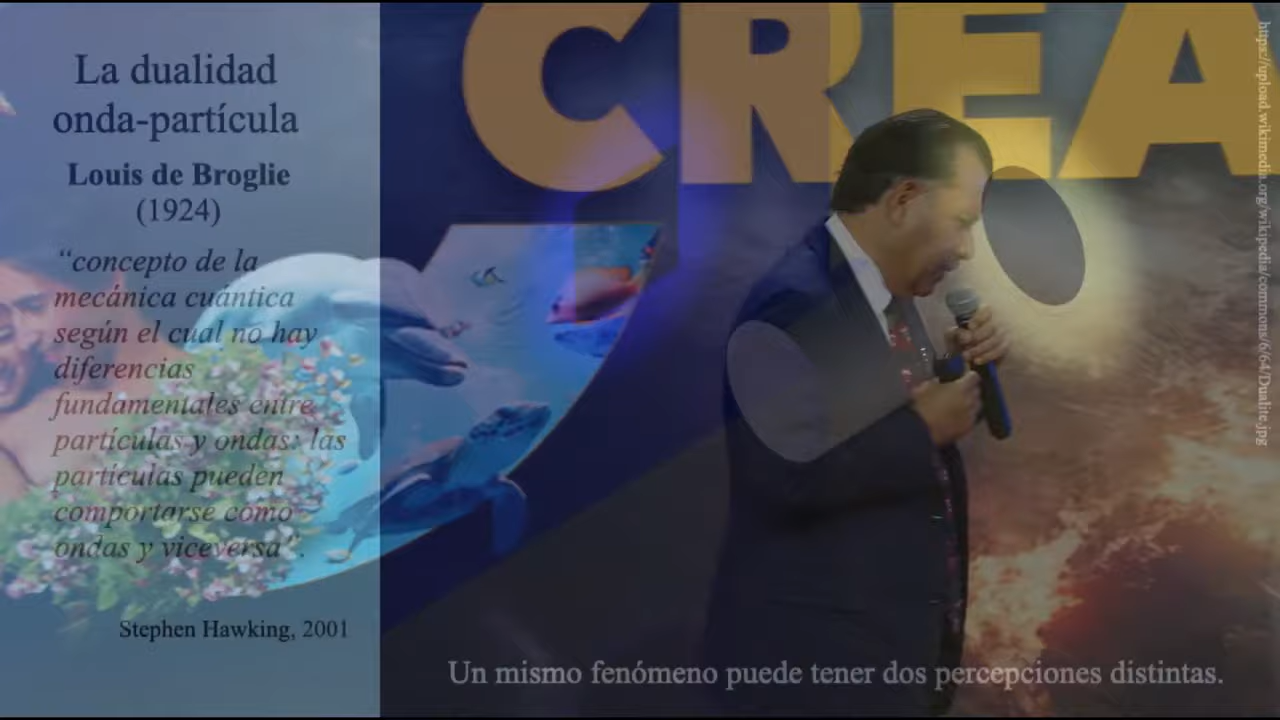 La dualidad
onda-partícula
Louis de Broglie
(1924)
“concepto de la
mecánica cuántica
según el cual no hay
diferencias
fundamentales entre
partículas y ondas: las
partículas pueden
comportarse como
ondas y viceversa”.
Stephen Hawking, 2001
CREA
https://upload.wikimedia.org/wikipedia/commons/6/64/Dualite.jpg
Un mismo fenómeno puede tener dos percepciones distintas.